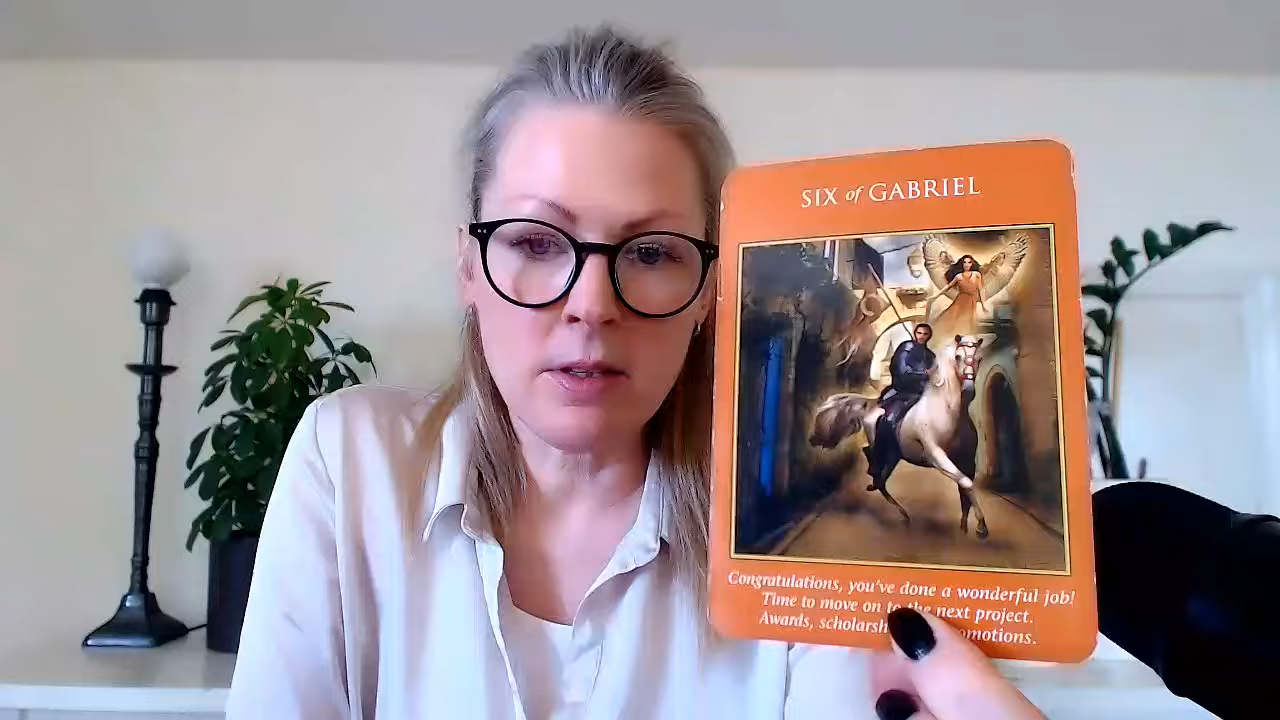 SIX of GABRIEL
Congratulations, you've done a wonderful job!
Time to move on to the next project.
Awards, scholarsh omotions.